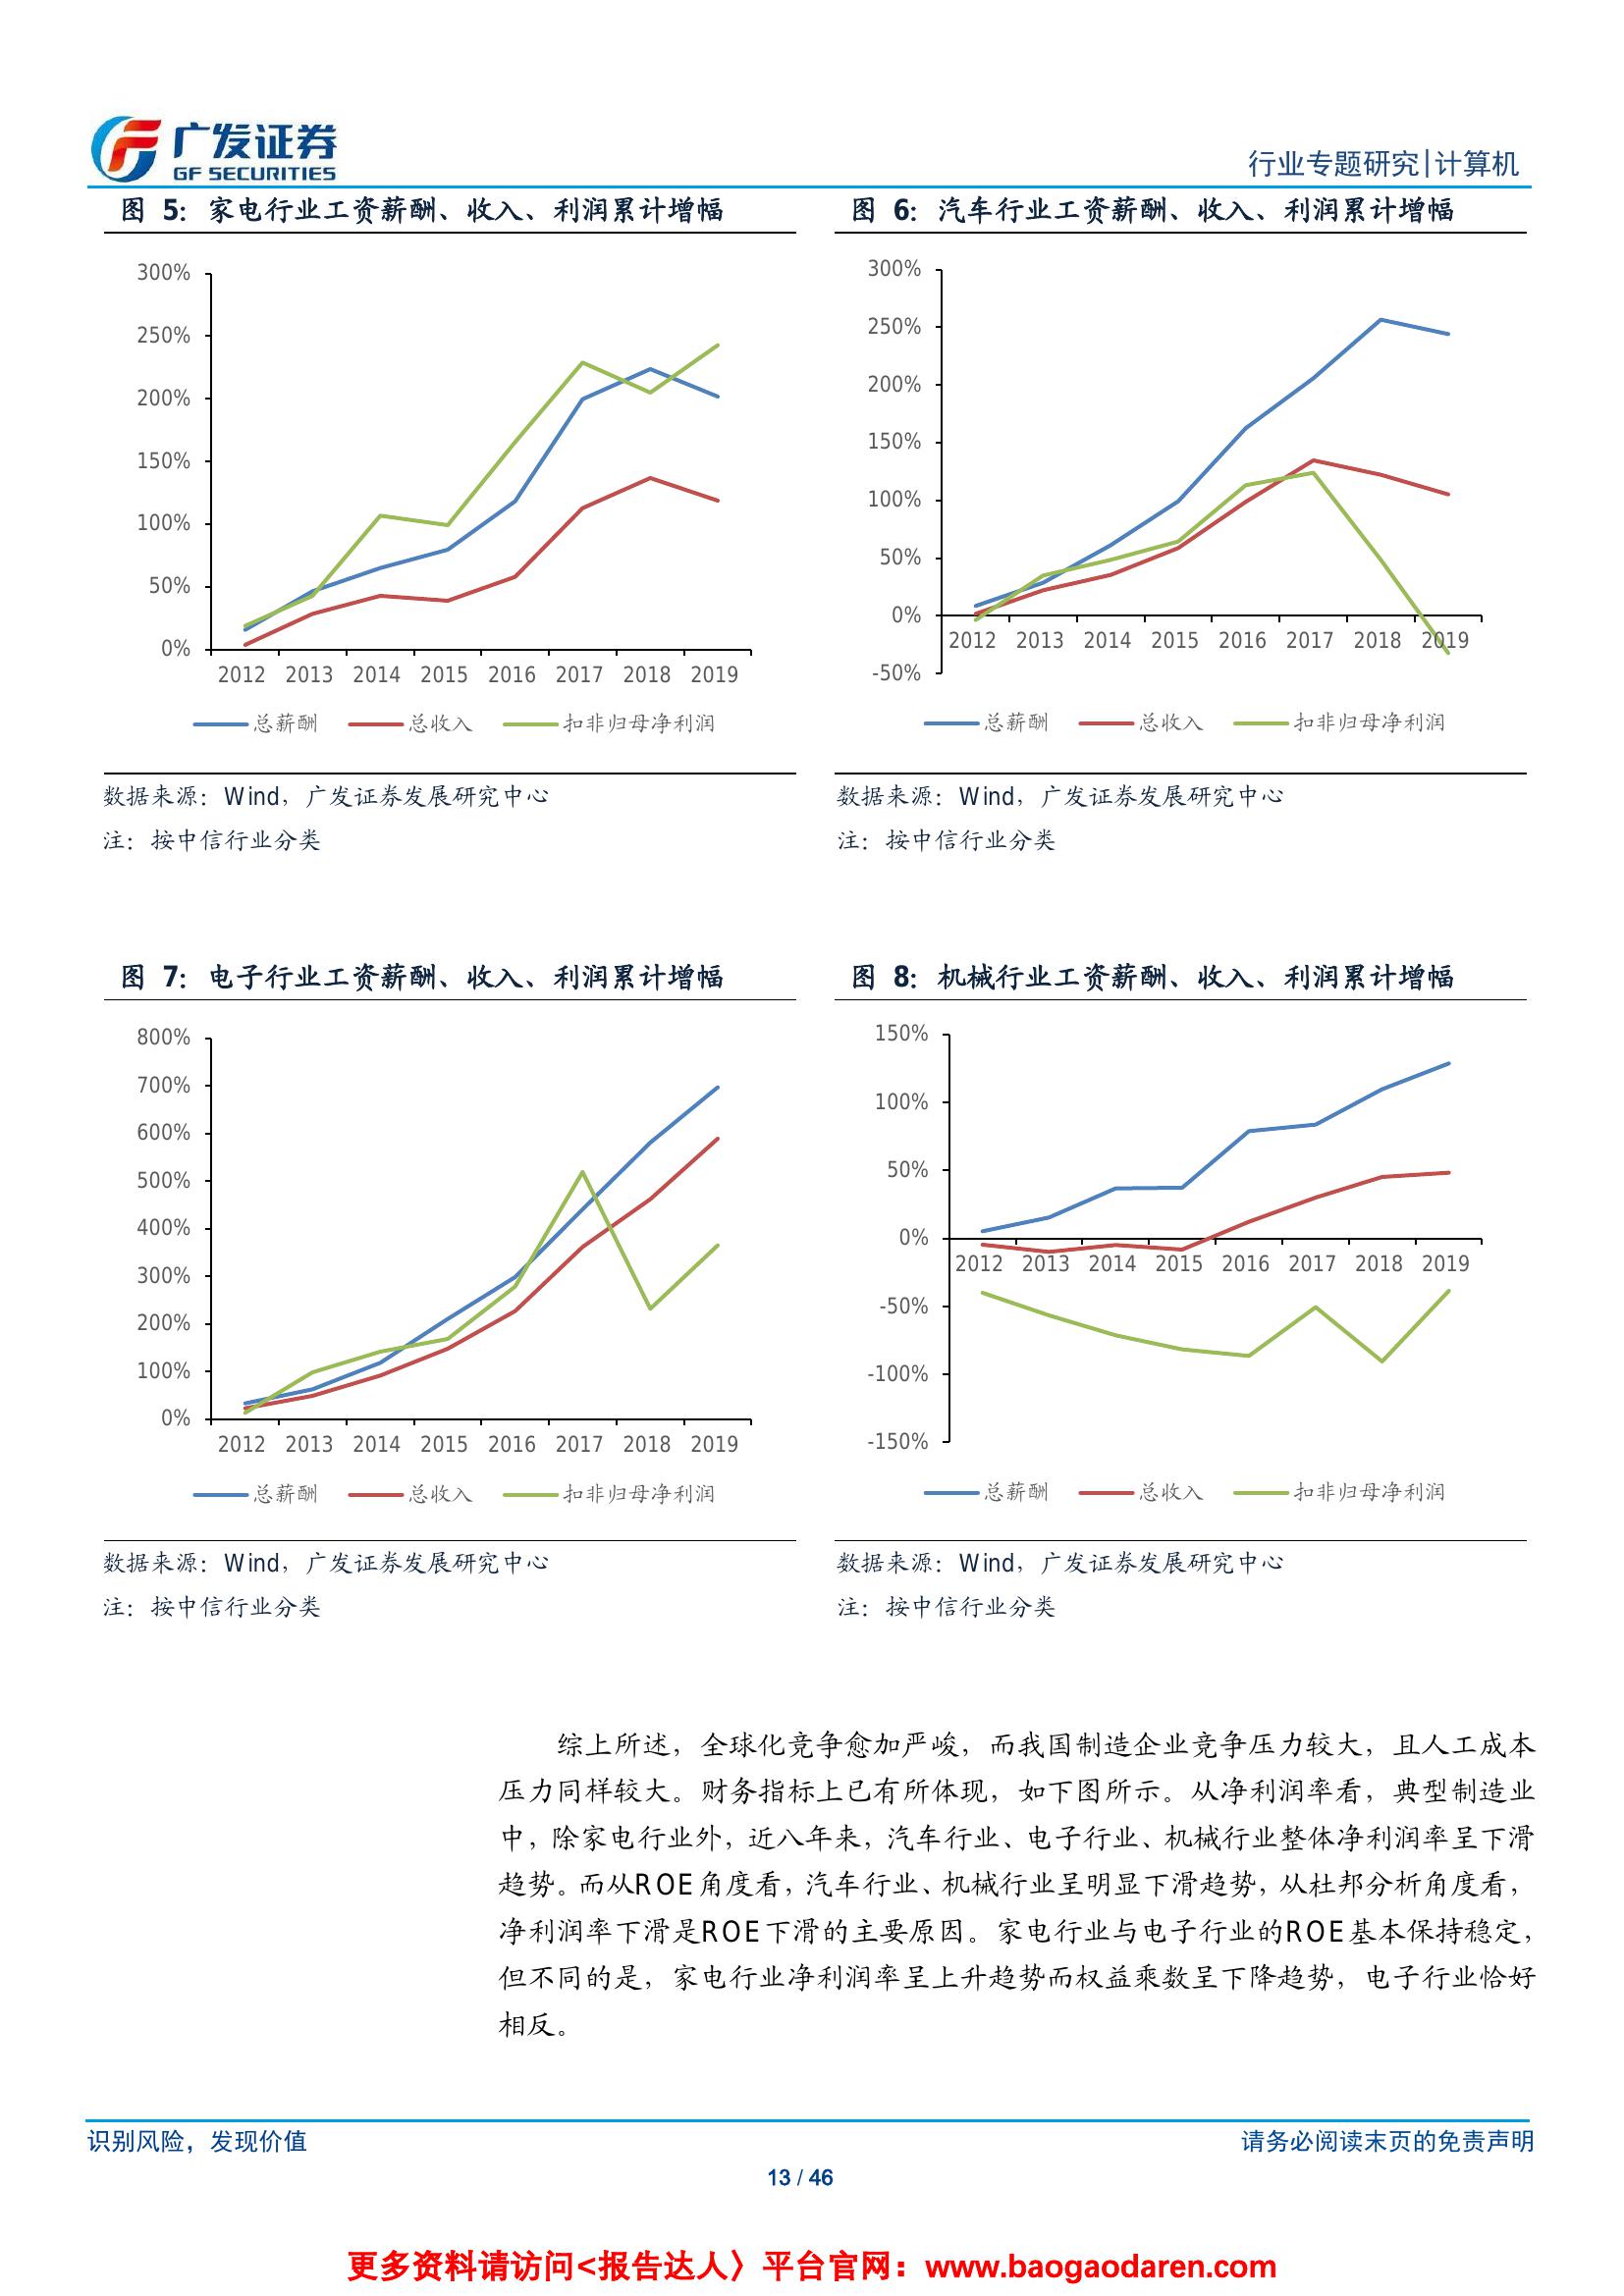 广发证券
GF SECURITIES
行业专题研究|计算机
图 5：家电行业工资薪酬、收入、利润累计增幅
300%
250%
200%
150%
100%
50%
0%
2012 2013 2014 2015 2016 2017 2018 2019
总薪酬 总收入 扣非归母净利润
数据来源：Wind，广发证券发展研究中心
注：按中信行业分类
图 6：汽车行业工资薪酬、收入、利润累计增幅
300%
250%
200%
150%
100%
50%
0%
-50%
2012 2013 2014 2015 2016 2017 2018 2019
总薪酬 总收入 扣非归母净利润
数据来源：Wind，广发证券发展研究中心
注：按中信行业分类
图 7：电子行业工资薪酬、收入、利润累计增幅
800%
700%
600%
500%
400%
300%
200%
100%
0%
2012 2013 2014 2015 2016 2017 2018 2019
总薪酬 总收入 扣非归母净利润
数据来源：Wind，广发证券发展研究中心
注：按中信行业分类
图 8：机械行业工资薪酬、收入、利润累计增幅
150%
100%
50%
0%
-50%
-100%
-150%
2012 2013 2014 2015 2016 2017 2018 2019
总薪酬 总收入 扣非归母净利润
数据来源：Wind，广发证券发展研究中心
注：按中信行业分类
综上所述，全球化竞争愈加严峻，而我国制造企业竞争压力较大，且人工成本
压力同样较大。财务指标上已有所体现，如下图所示。从净利润率看，典型制造业
中，除家电行业外，近八年来，汽车行业、电子行业、机械行业整体净利润率呈下滑
趋势。而从ROE角度看，汽车行业、机械行业呈明显下滑趋势，从杜邦分析角度看，
净利润率下滑是ROE下滑的主要原因。家电行业与电子行业的ROE基本保持稳定，
但不同的是，家电行业净利润率呈上升趋势而权益乘数呈下降趋势，电子行业恰好
相反。
识别风险，发现价值
请务必阅读末页的免责声明
13 / 46
更多资料请访问<报告达人〉平台官网：www.baogaodaren.com